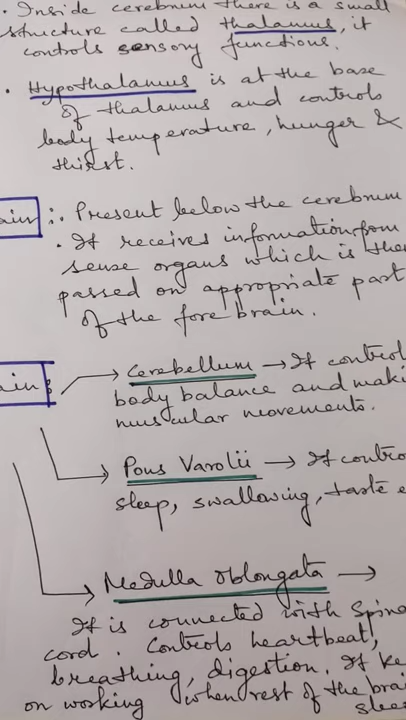 • Inside cerebrum there is a small
structure called thalamus, it
controls sensory functions.
• Hypothalamus is at the base
of thalamus and controls
body temperature, hunger &
thirst.
ain :. Present below the cerebrum
• It receives information from
sense organs which is then
passed on appropriate part
of the fore brain.
ain: → Cerebellum → It control
body balance and maki
muscular movements.
→ Pons Varolii → It contro
sleep, swallowing, taste e
→ Medulla oblongata →
It is connected with Spin
cord. Controls heartbeat,
breathing, digestion. It ke
on working when rest of the brai
slee